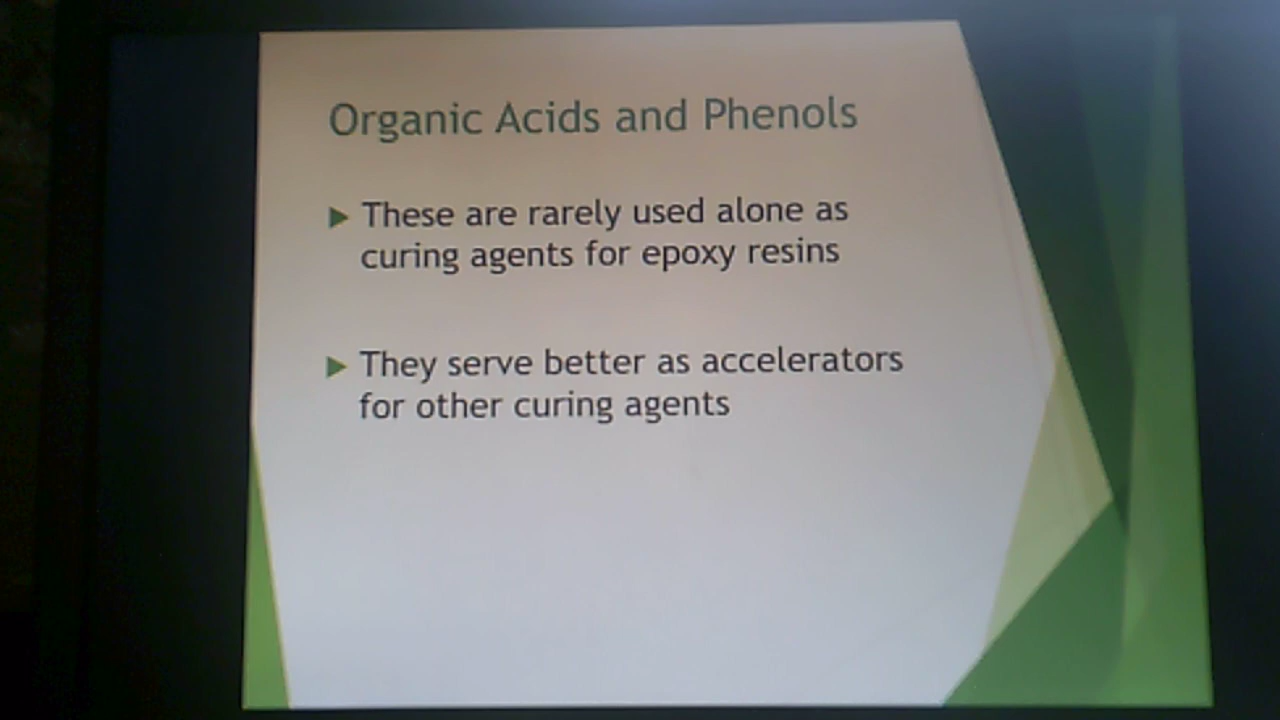 Organic Acids and Phenols
These are rarely used alone as
curing agents for epoxy resins
They serve better as accelerators
for other curing agents